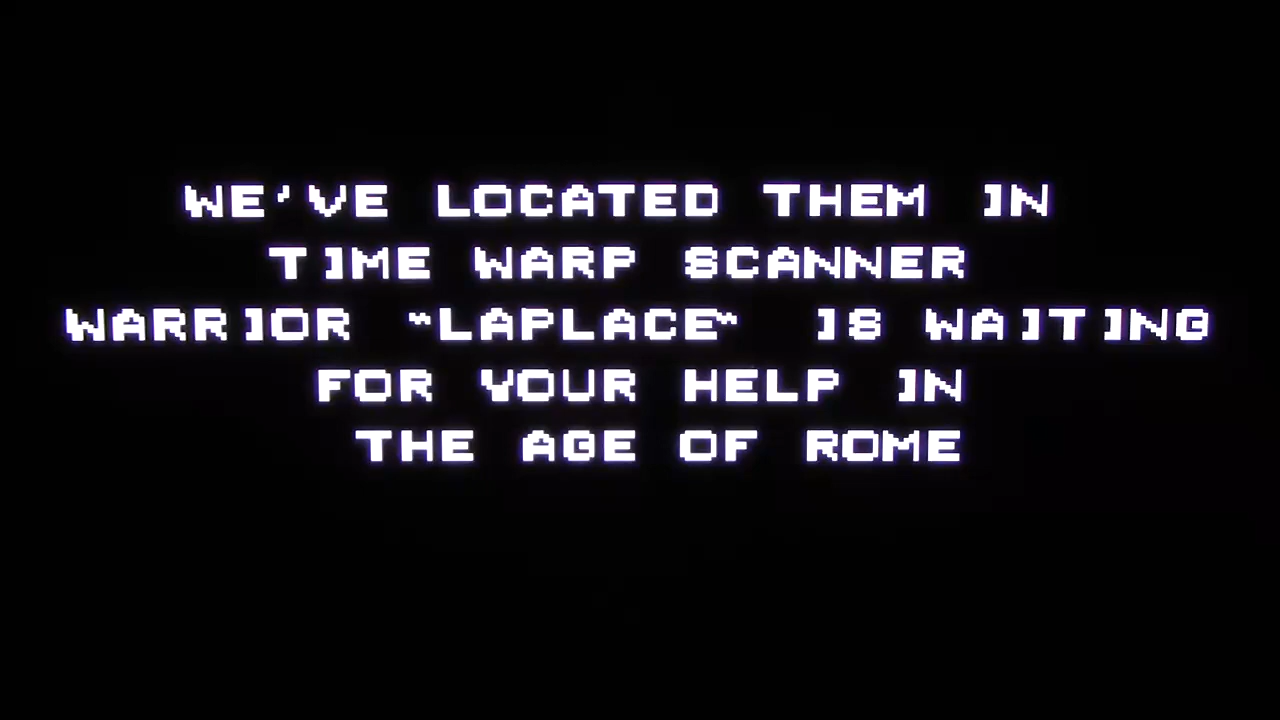 WE'VE LOCATED THEM IN
TIME WARP SCANNER
WARRIOR "LAPLACE" IS WAITING
FOR YOUR HELP IN
THE AGE OF ROME